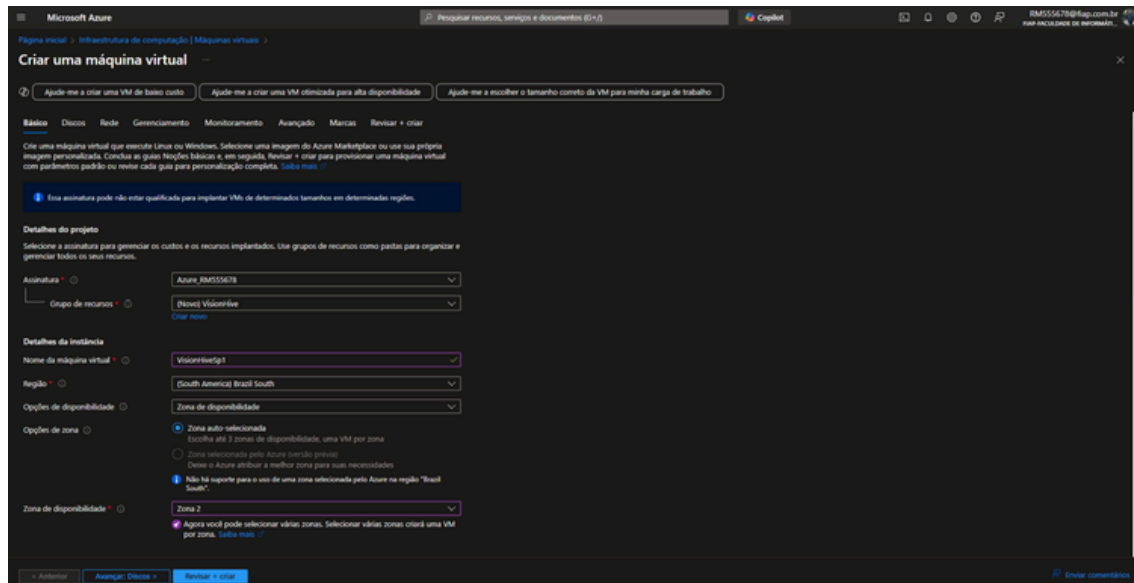 Microsoft Azure
Pesquisar recursos, serviços e documentos (G+/)
Copilot
RM555678@fiap.com.br
FIAP FACULDADE DE INFORMÁTI...
Página inicial > Infraestrutura de computação | Máquinas virtuais >
Criar uma máquina virtual ...
Ajude-me a criar uma VM de baixo custo
Ajude-me a criar uma VM otimizada para alta disponibilidade
Ajude-me a escolher o tamanho correto da VM para minha carga de trabalho
Básico Discos Rede Gerenciamento Monitoramento Avançado Marcas Revisar + criar
Crie uma máquina virtual que execute Linux ou Windows. Selecione uma imagem do Azure Marketplace ou use sua própria
imagem personalizada. Conclua as guias Noções básicas e, em seguida, Revisar + criar para provisionar uma máquina virtual
com parâmetros padrão ou revise cada guia para personalização completa. Saiba mais
Essa assinatura pode não estar qualificada para implantar VMs de determinados tamanhos em determinadas regiões.
Detalhes do projeto
Selecione a assinatura para gerenciar os custos e os recursos implantados. Use grupos de recursos como pastas para organizar e
gerenciar todos os seus recursos.
Assinatura *
Azure_RM555678
Grupo de recursos *
(Novo) VisionHive
Criar novo
Detalhes da instância
Nome da máquina virtual *
VisionHiveSp1
Região *
(South America) Brazil South
Opções de disponibilidade
Zona de disponibilidade
Opções de zona
Zona auto-selecionada
Escolha até 3 zonas de disponibilidade, uma VM por zona
Zona selecionada pelo Azure (versão prévia)
Deixe o Azure atribuir a melhor zona para suas necessidades
Não há suporte para o uso de uma zona selecionada pelo Azure na região "Brazil
South".
Zona de disponibilidade *
Zona 2
Agora você pode selecionar várias zonas. Selecionar várias zonas criará uma VM
por zona. Saiba mais
< Anterior
Avançar: Discos >
Revisar + criar
Enviar comentários